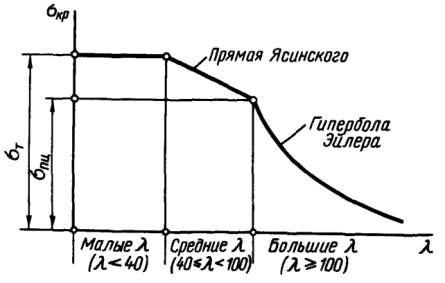 σкр
Прямая Ясинского
Гипербола
Эйлера
σт
σпц
Малые λ
(λ<40)
Средние λ
(40≤λ<100)
Большие λ
(λ≥100)
λ